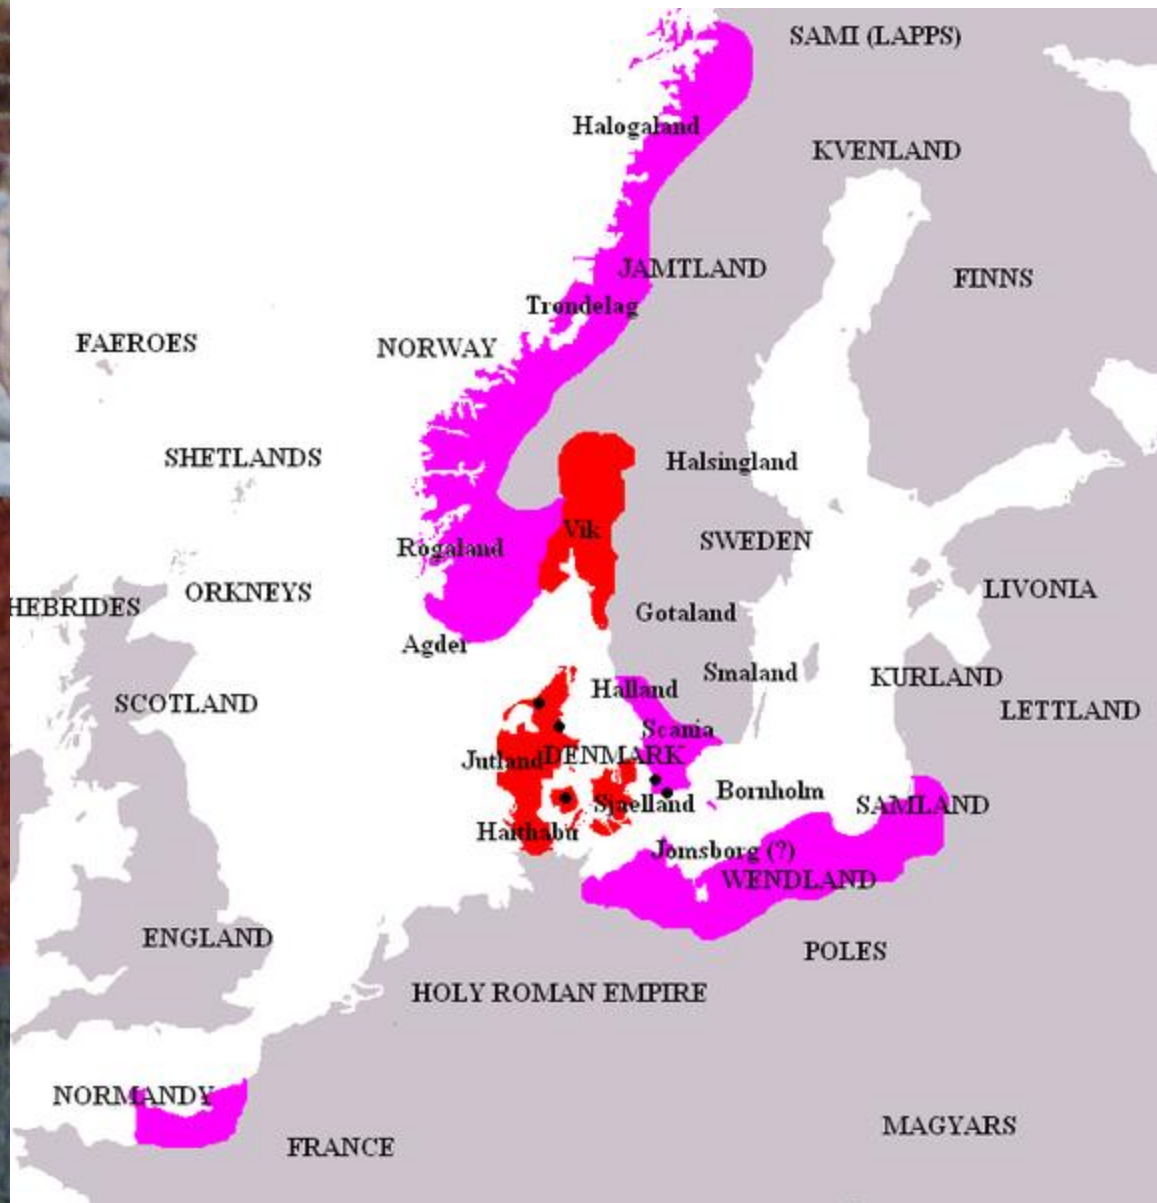 SAMI (LAPPS)
Halogaland
KVENLAND
JAMTLAND
FINNS
Trondelag
FAEROES
NORWAY
SHETLANDS
Halsingland
Vik
SWEDEN
Rogaland
ORKNEYS
LIVONIA
HEBRIDES
Gotaland
Agder
Smaland
KURLAND
Halland
SCOTLAND
LETTLAND
Scania
Jutland
DENMARK
Bornholm
Sjaelland
SAMLAND
Haithabu
Jomsborg (?)
WENDLAND
ENGLAND
POLES
HOLY ROMAN EMPIRE
NORMANDY
MAGYARS
FRANCE